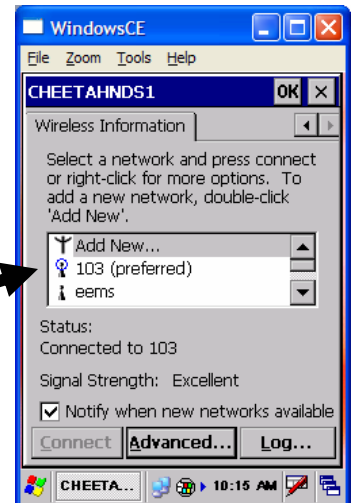 WindowsCE
File Zoom Tools Help
CHEETAHNDS1 OK
Wireless Information
Select a network and press connect
or right-click for more options. To
add a new network, double-click
'Add New'.
Add New...
103 (preferred)
eems
Status:
Connected to 103
Signal Strength: Excellent
Notify when new networks available
Connect Advanced... Log...
CHEETA... 10:15 AM